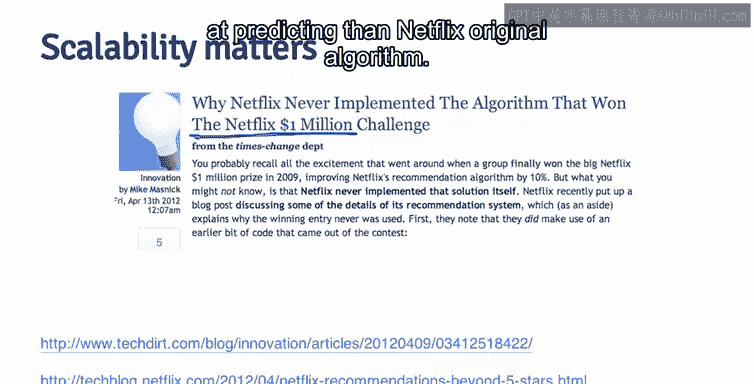 at predicting than Netflix original
algorithm.
Scalability matters
Why Netflix Never Implemented The Algorithm That Won
The Netflix $1 Million Challenge
from the times-change dept
Innovation
by Mike Masnick
Fri, Apr 13th 2012
12:07am
5
You probably recall all the excitement that went around when a group finally won the big Netflix
$1 million prize in 2009, improving Netflix's recommendation algorithm by 10%. But what you
might not know, is that Netflix never implemented that solution itself. Netflix recently put up a
blog post discussing some of the details of its recommendation system, which (as an aside)
explains why the winning entry never was used. First, they note that they did make use of an
earlier bit of code that came out of the contest:
http://www.techdirt.com/blog/innovation/articles/20120409/03412518422/
http://techblog.netflix.com/2012/04/netflix-recommendations-beyond-5-stars.html